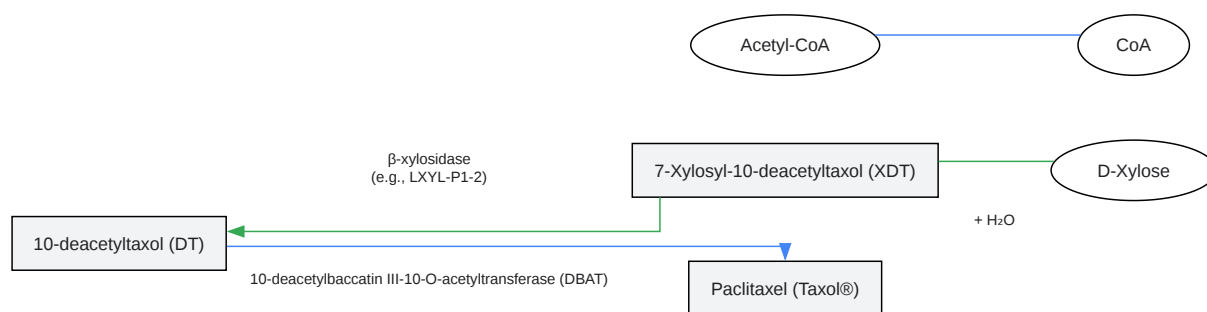 Acetyl-CoA
CoA
β-xylosidase
(e.g., LXYL-P1-2)
7-Xylosyl-10-deacetyltaxol (XDT)
D-Xylose
+ H₂O
10-deacetyltaxol (DT)
10-deacetylbaccatin III-10-O-acetyltransferase (DBAT)
Paclitaxel (Taxol®)